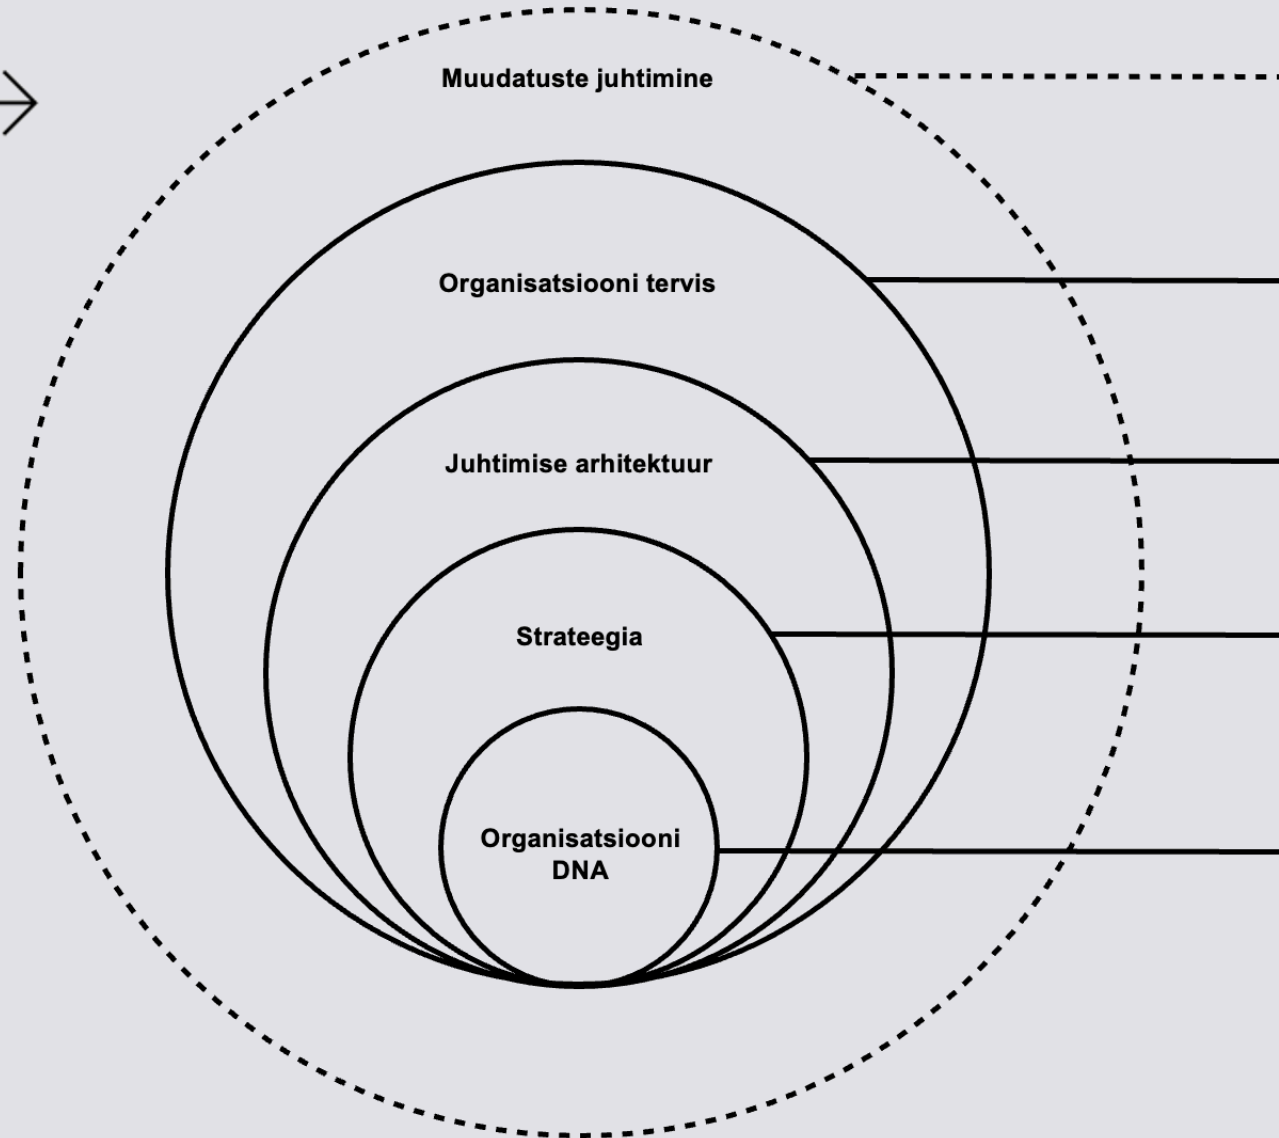 Muudatuste juhtimine
Organisatsiooni tervis
Juhtimise arhitektuur
Strateegia
Organisatsiooni
DNA